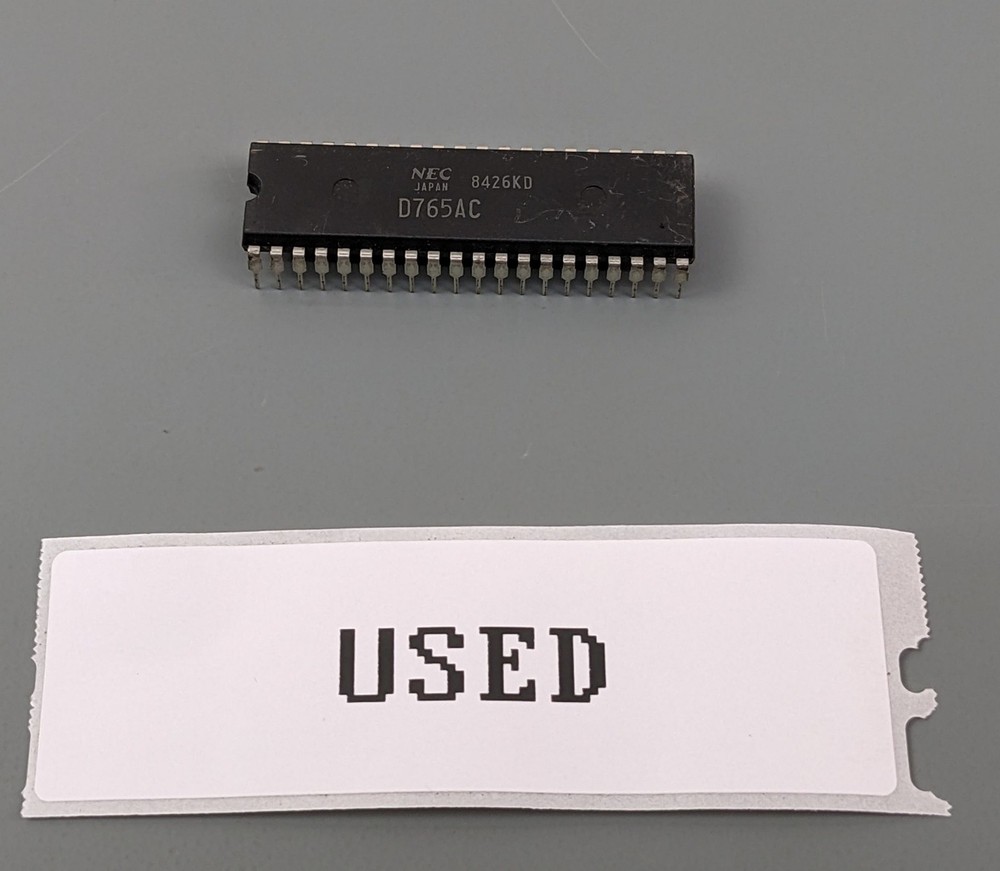 NEC 8426KD
JAPAN
D765AC
USED